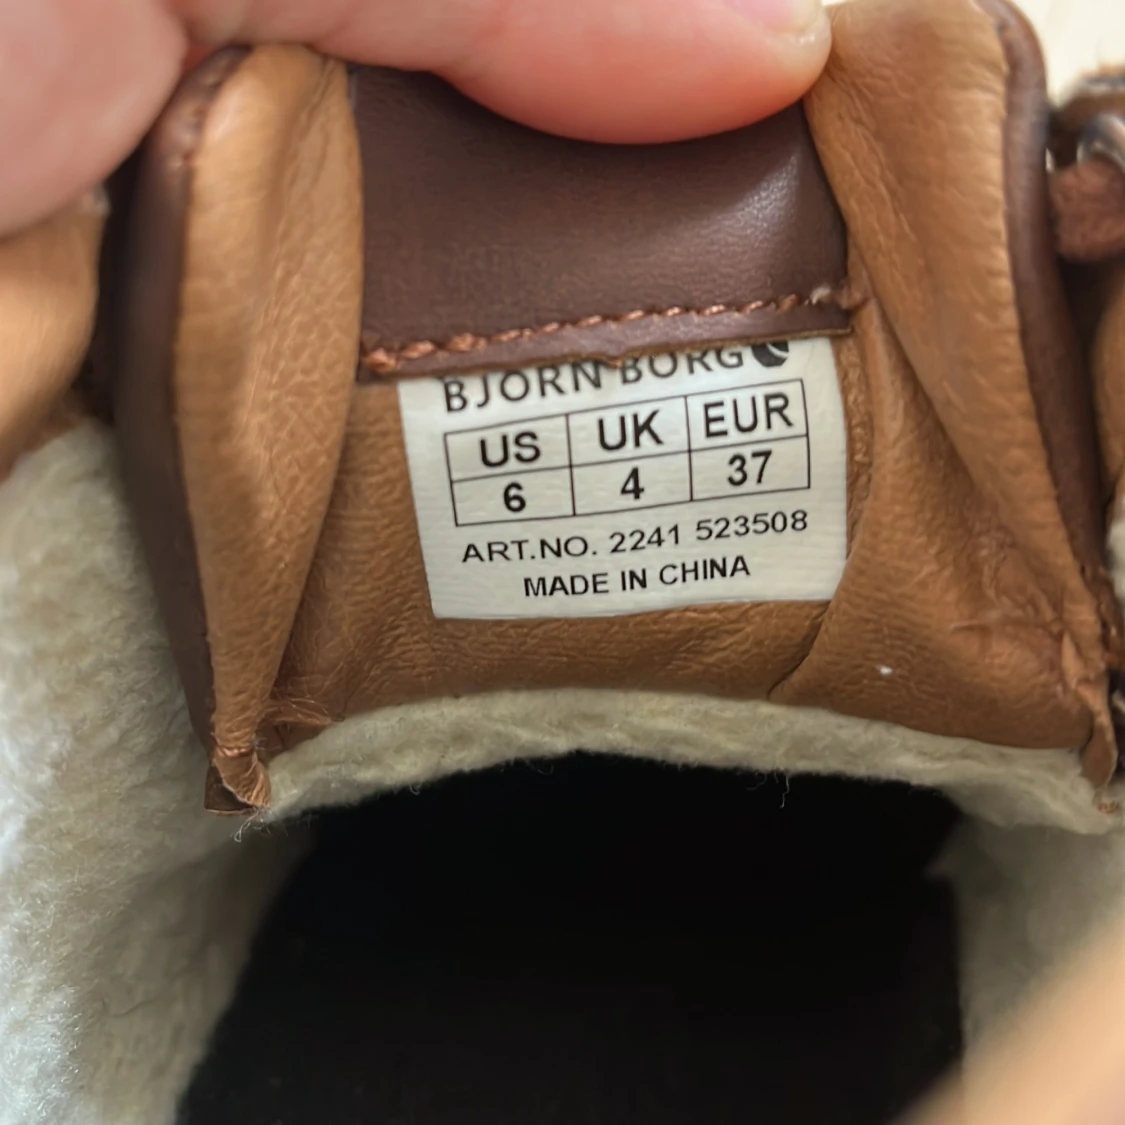 BJORN BORG
US UK EUR
6 4 37
ART.NO. 2241 523508
MADE IN CHINA